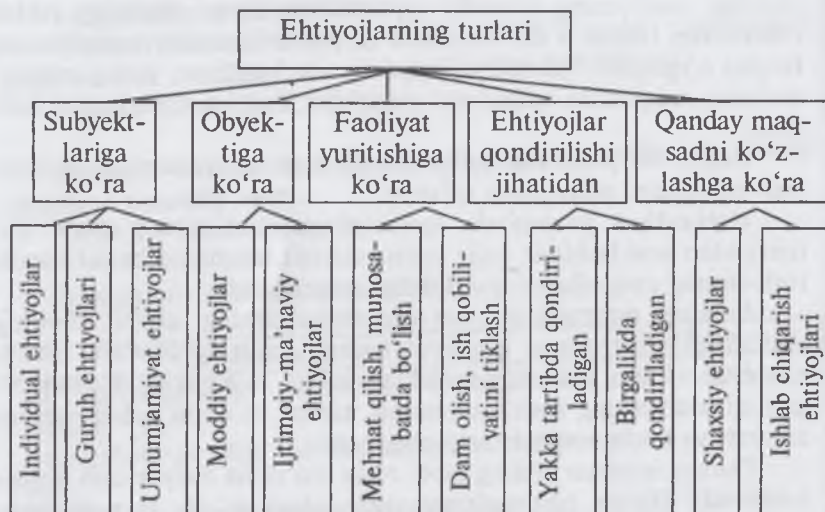 Ehtiyojlarning turlari
Subyekt-
lariga
ko‘ra
Obyek-
tiga
ko‘ra
Faoliyat
yuritishiga
ko‘ra
Ehtiyojlar
qondirilishi
jihatidan
Qanday maq-
sadni ko‘z-
lashga ko‘ra
Individual ehtiyojlar
Guruh ehtiyojlari
Umumjamiyat ehtiyojlar
Moddiy ehtiyojlar
Ijtimoiy-ma’naviy
ehtiyojlar
Mehnat qilish, munosa-
batda bo‘lish
Dam olish, ish qobili-
yatini tiklash
Yakka tartibda qondiri-
ladigan
Birgalikda
qondiriladigan
Shaxsiy ehtiyojlar
Ishlab chiqarish
ehtiyojlari